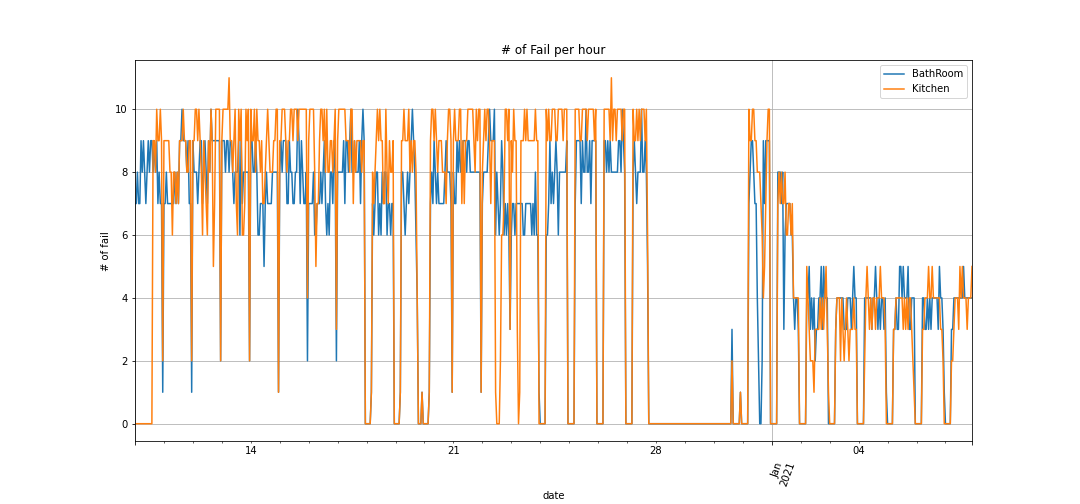 # of Fail per hour
BathRoom
Kitchen
10
8
6
4
2
0
# of fail
14
21
28
Jan
2021
04
date